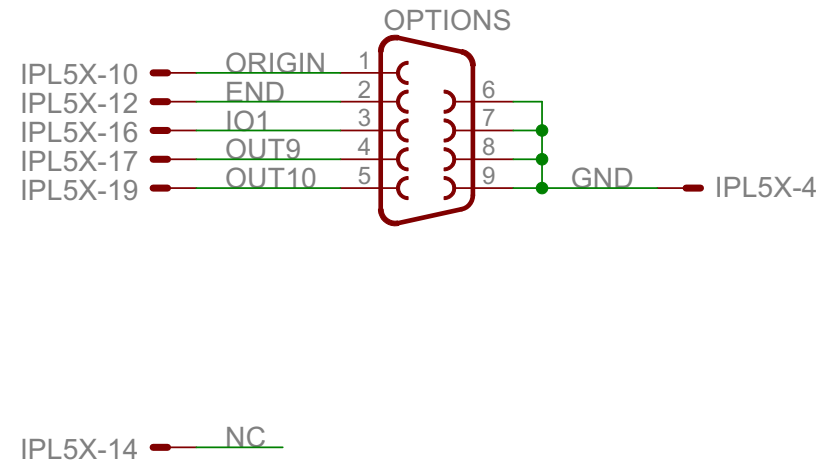 OPTIONS
IPL5X-10 ORIGIN 1
IPL5X-12 END 2 6
IPL5X-16 IO1 3 7
IPL5X-17 OUT9 4 8
IPL5X-19 OUT10 5 9 GND IPL5X-4
IPL5X-14 NC